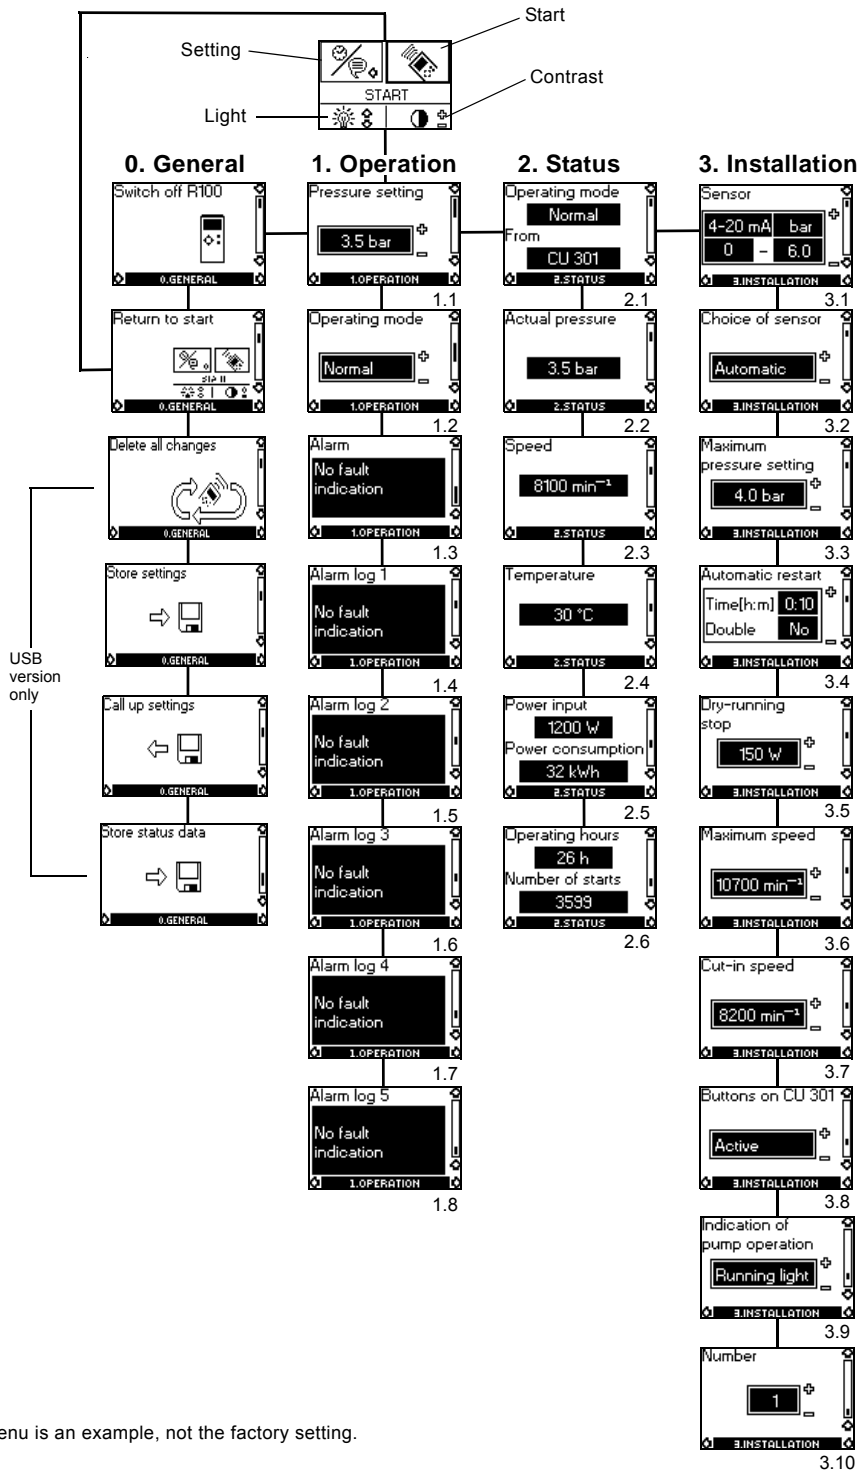 Start
Setting
Contrast
START
Light
0. General
1. Operation
2. Status
3. Installation
Switch off R100
0.GENERAL
Return to start
START
0.GENERAL
Delete all changes
0.GENERAL
Store settings
0.GENERAL
Call up settings
0.GENERAL
Store status data
0.GENERAL
USB
version
only
Pressure setting
3.5 bar
1.OPERATION
1.1
Operating mode
Normal
1.OPERATION
1.2
Alarm
No fault
indication
1.OPERATION
1.3
Alarm log 1
No fault
indication
1.OPERATION
1.4
Alarm log 2
No fault
indication
1.OPERATION
1.5
Alarm log 3
No fault
indication
1.OPERATION
1.6
Alarm log 4
No fault
indication
1.OPERATION
1.7
Alarm log 5
No fault
indication
1.OPERATION
1.8
Operating mode
Normal
From
CU 301
2.STATUS
2.1
Actual pressure
3.5 bar
2.STATUS
2.2
Speed
8100 min⁻¹
2.STATUS
2.3
Temperature
30 °C
2.STATUS
2.4
Power input
1200 W
Power consumption
32 kWh
2.STATUS
2.5
Operating hours
26 h
Number of starts
3599
2.STATUS
2.6
Sensor
4-20 mA bar
0 - 6.0
3.INSTALLATION
3.1
Choice of sensor
Automatic
3.INSTALLATION
3.2
Maximum
pressure setting
4.0 bar
3.INSTALLATION
3.3
Automatic restart
Time[h:m] 0:10
Double No
3.INSTALLATION
3.4
Dry-running
stop
150 W
3.INSTALLATION
3.5
Maximum speed
10700 min⁻¹
3.INSTALLATION
3.6
Cut-in speed
8200 min⁻¹
3.INSTALLATION
3.7
Buttons on CU 301
Active
3.INSTALLATION
3.8
Indication of
pump operation
Running light
3.INSTALLATION
3.9
Number
1
3.INSTALLATION
3.10
enu is an example, not the factory setting.